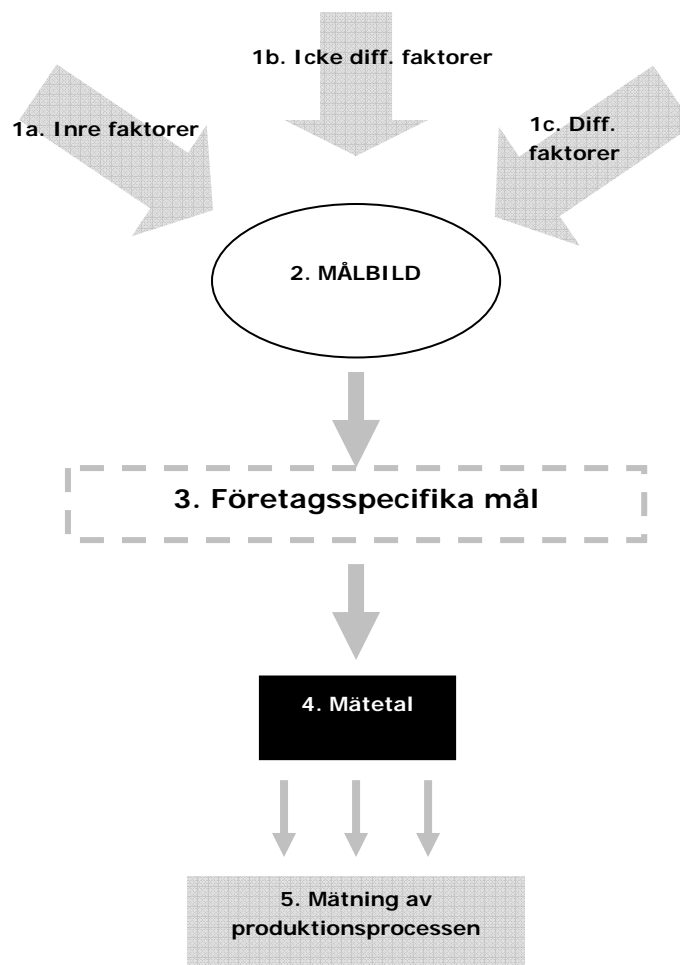 1b. Icke diff. faktorer
1a. Inre faktorer
1c. Diff.
faktorer
2. MÅLBILD
3. Företagsspecifika mål
4. Mätetal
5. Mätning av
produktionsprocessen